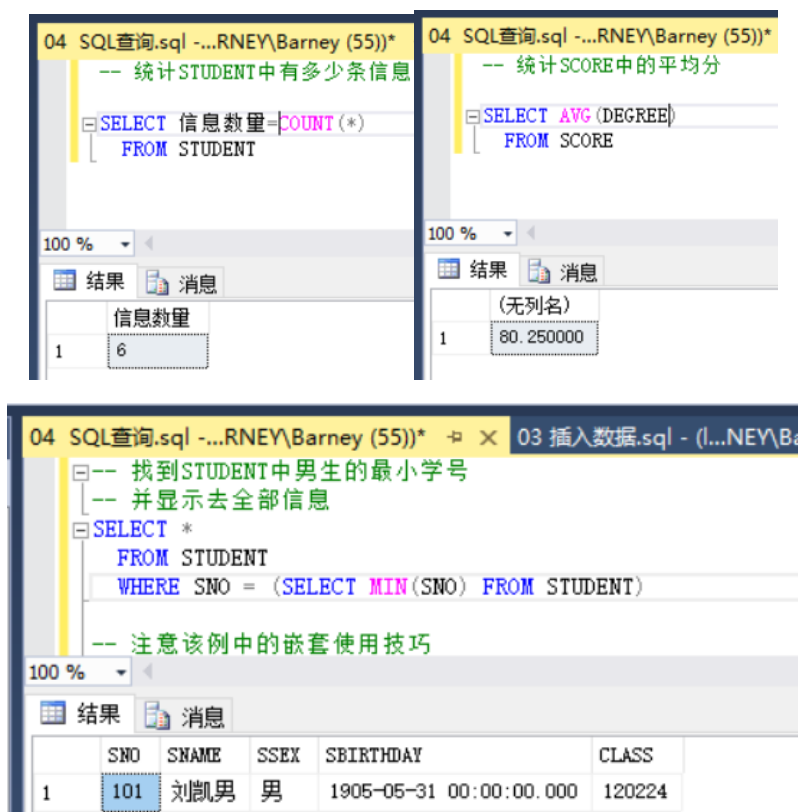 04 SQL查询.sql -...RNEY\Barney (55))*
-- 统计STUDENT中有多少条信息
SELECT 信息数量=COUNT(*)
FROM STUDENT
100 %
结果 消息
信息数量
1 6
04 SQL查询.sql -...RNEY\Barney (55))*
-- 统计SCORE中的平均分
SELECT AVG(DEGREE)
FROM SCORE
100 %
结果 消息
(无列名)
1 80.250000
04 SQL查询.sql -...RNEY\Barney (55))* 03 插入数据.sql - (l...NEY\Ba
-- 找到STUDENT中男生的最小学号
-- 并显示去全部信息
SELECT *
FROM STUDENT
WHERE SNO = (SELECT MIN(SNO) FROM STUDENT)
-- 注意该例中的嵌套使用技巧
100 %
结果 消息
SNO SNAME SSEX SBIRTHDAY CLASS
1 101 刘凯男 男 1905-05-31 00:00:00.000 120224